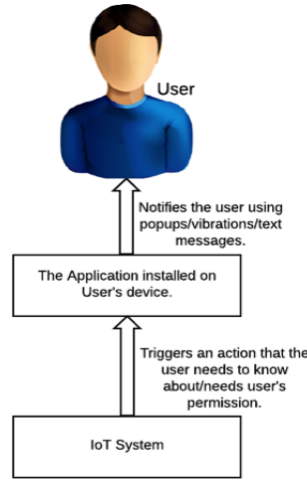 User
Notifies the user using
popups/vibrations/text
messages.
The Application installed on
User's device.
Triggers an action that the
user needs to know
about/needs user's
permission.
IoT System